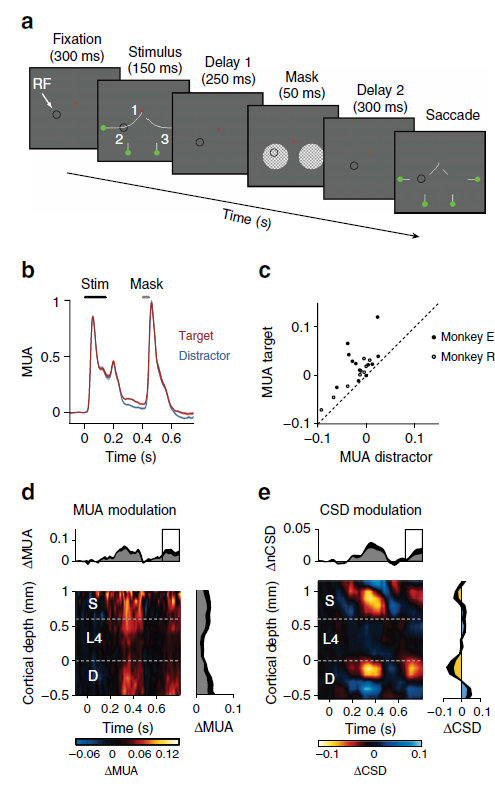 a
Fixation
(300 ms)
Stimulus
(150 ms)
Delay 1
(250 ms)
Mask
(50 ms)
Delay 2
(300 ms)
Saccade
RF
1
2
3
Time (s)
b
Stim
Mask
MUA
1
0.5
0
Target
Distractor
0
0.2
0.4
0.6
Time (s)
c
MUA target
0.1
0
−0.1
Monkey E
Monkey R
−0.1
0
0.1
MUA distractor
d
MUA modulation
ΔMUA
0.1
0
Cortical depth (mm)
1
0.5
0
−0.5
S
L4
D
0
0.2
0.4
0.6
Time (s)
0
0.1
ΔMUA
−0.06
0
0.06
0.12
ΔMUA
e
CSD modulation
ΔnCSD
0.05
0
Cortical depth (mm)
1
0.5
0
−0.5
S
L4
D
0
0.2
0.4
0.6
Time (s)
−0.1
0
0.1
ΔCSD
−0.1
0
0.1
ΔCSD